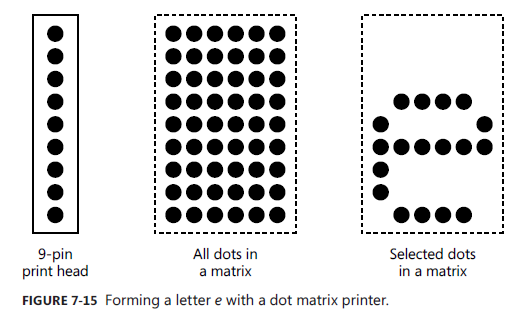 9-pin
print head
All dots in
a matrix
Selected dots
in a matrix
FIGURE 7-15 Forming a letter e with a dot matrix printer.